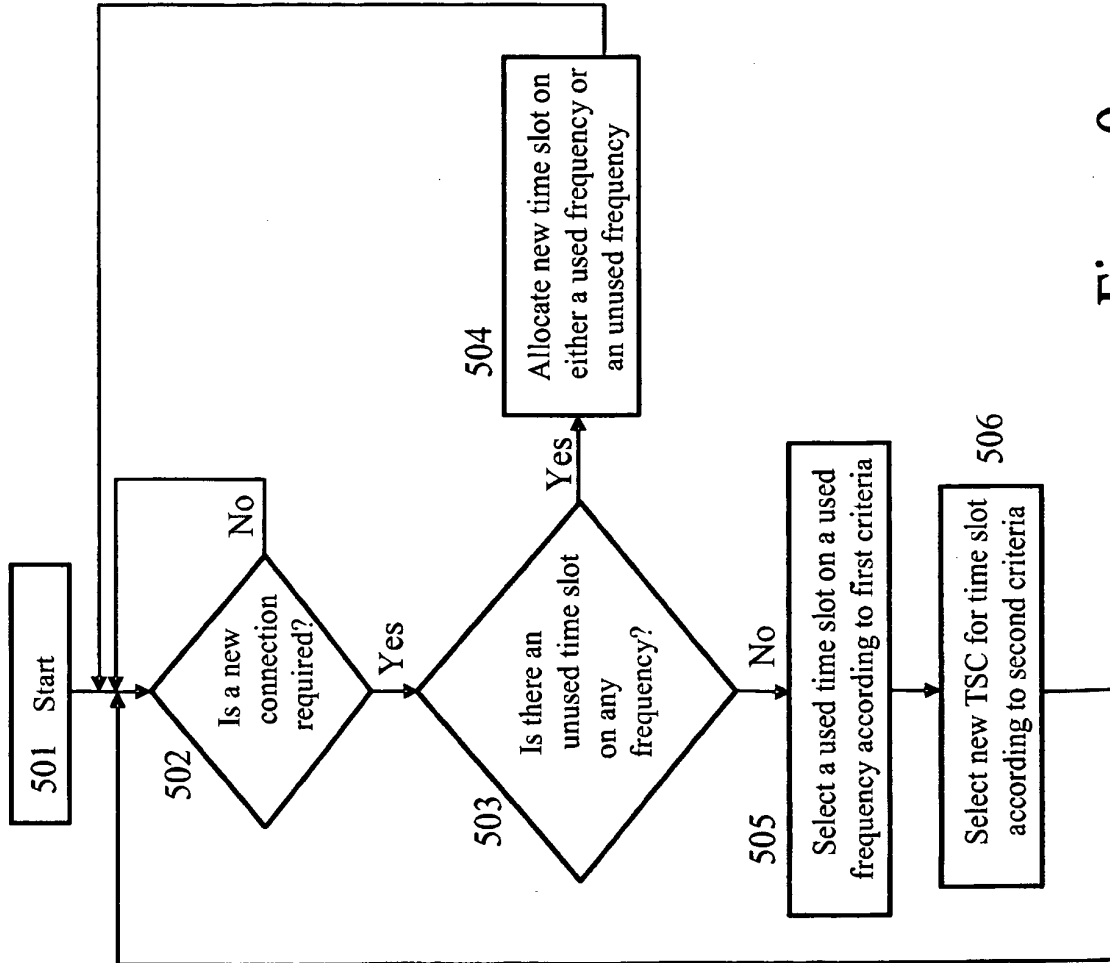 501 Start
502
Is a new
connection
required?
No
Yes
503
Is there an
unused time slot
on any
frequency?
Yes
504
Allocate new time slot on
either a used frequency or
an unused frequency
No
505
Select a used time slot on a used
frequency according to first criteria
506
Select new TSC for time slot
according to second criteria